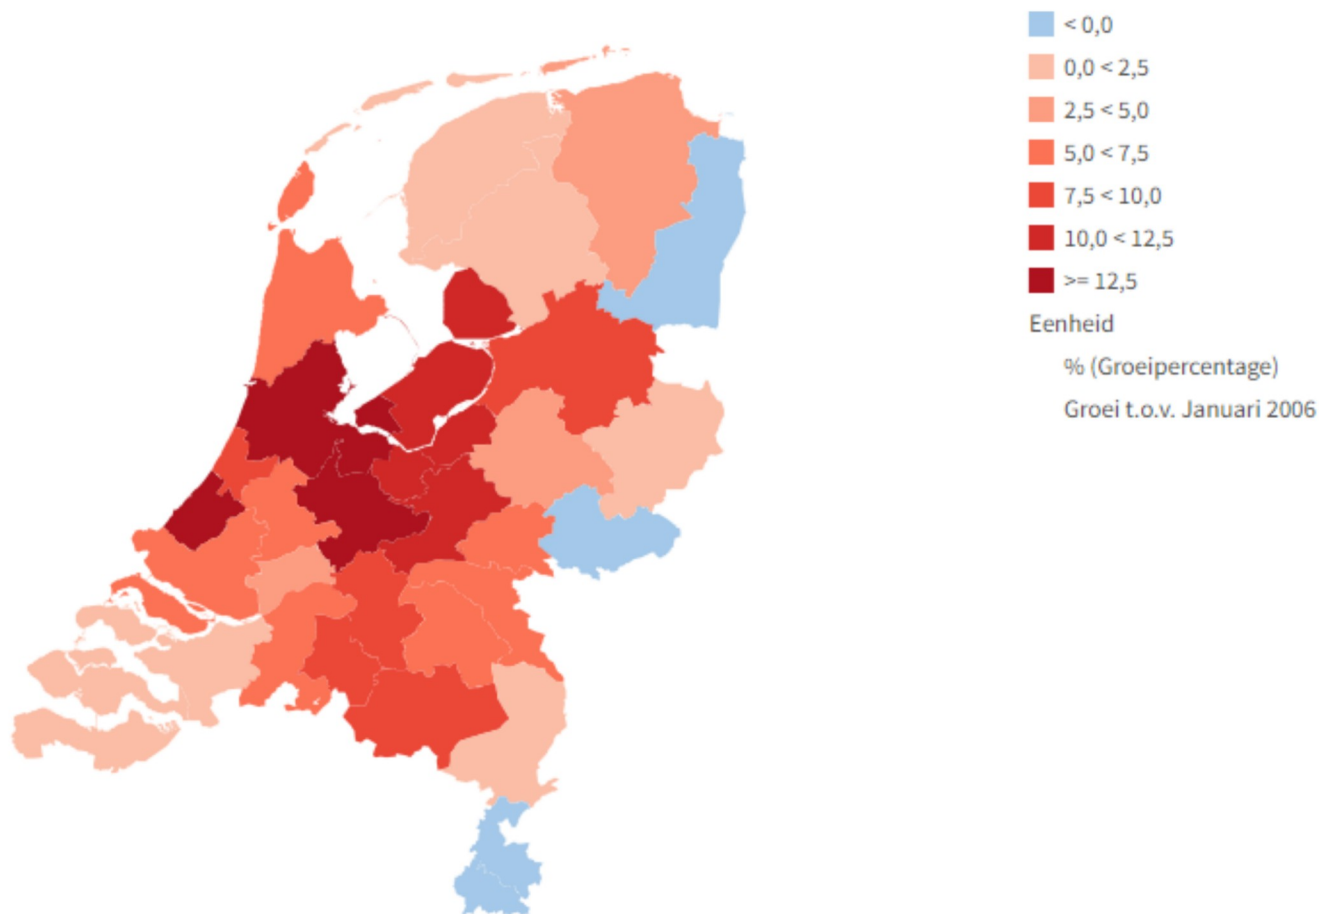 < 0,0
0,0 < 2,5
2,5 < 5,0
5,0 < 7,5
7,5 < 10,0
10,0 < 12,5
>= 12,5
Eenheid
% (Groeipercentage)
Groei t.o.v. Januari 2006